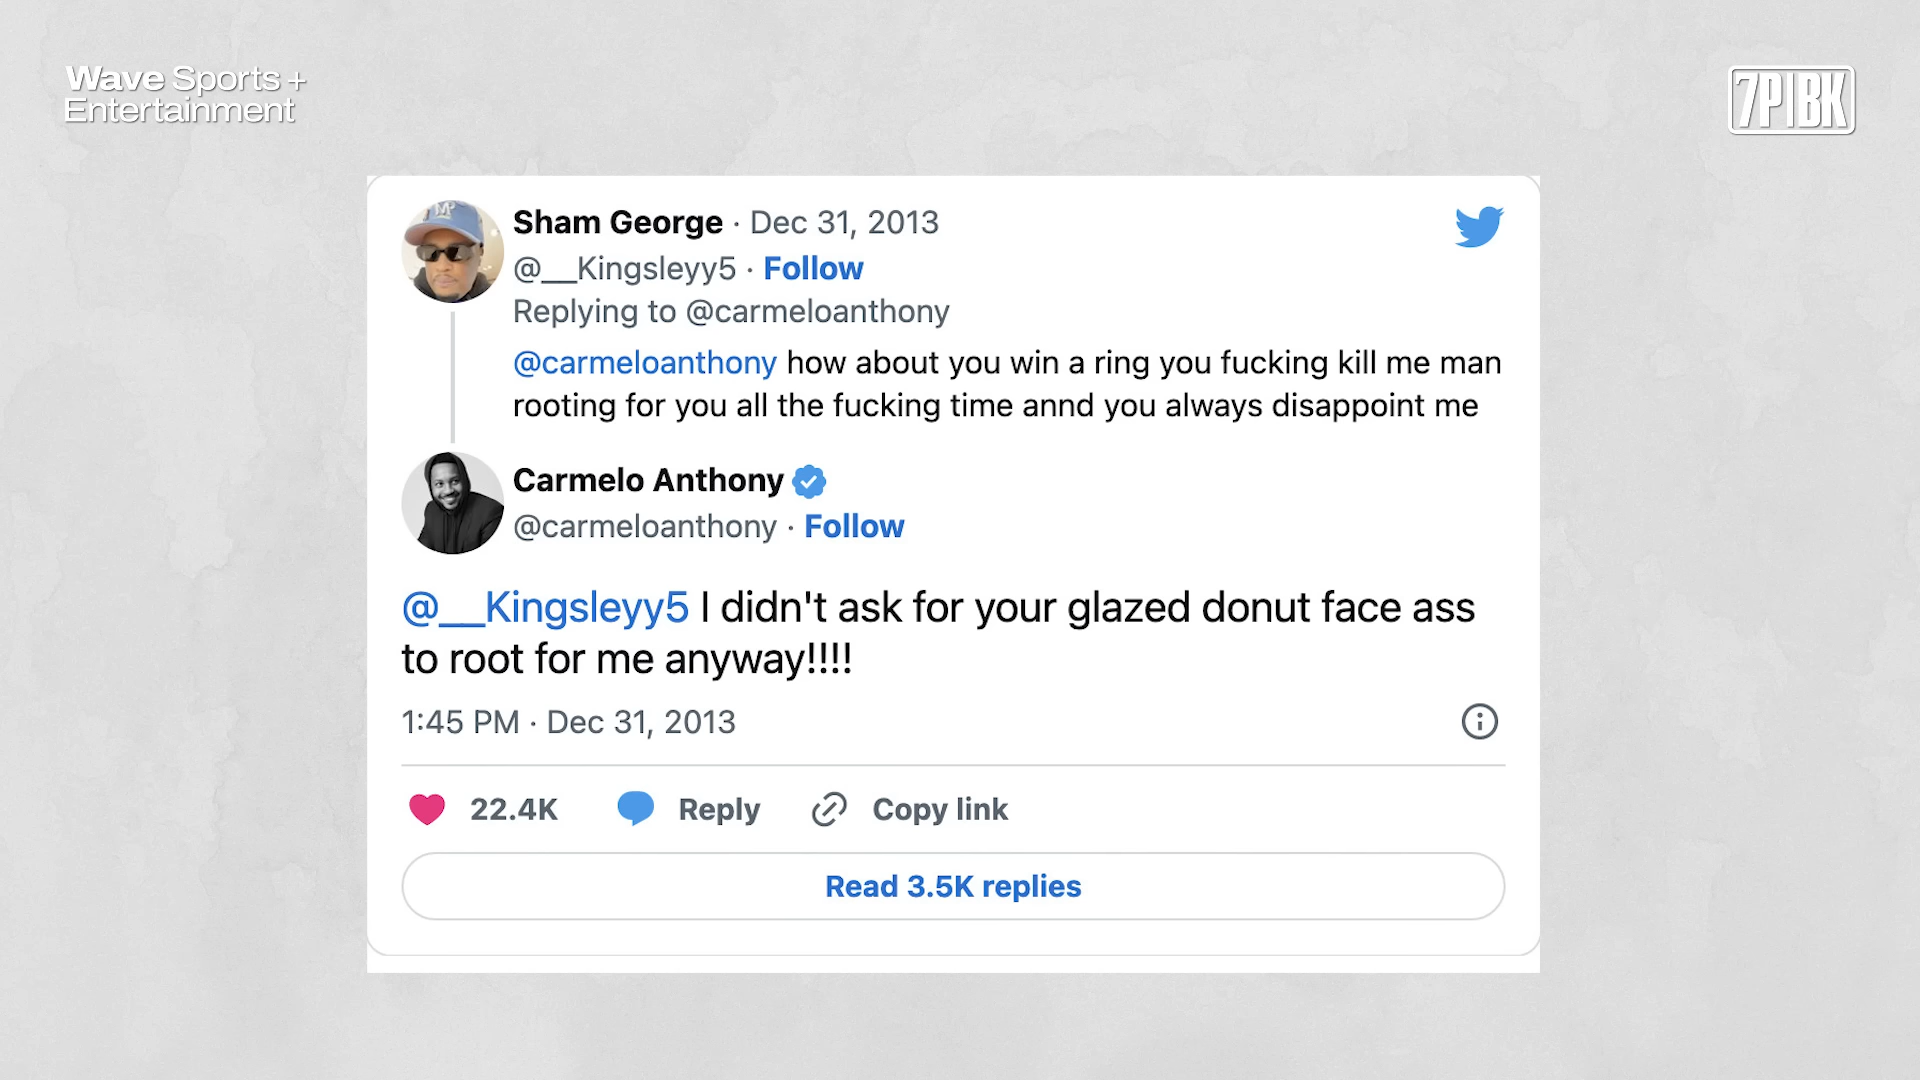 Wave Sports +
Entertainment
7P|BK
Sham George · Dec 31, 2013
@__Kingsleyy5 · Follow
Replying to @carmeloanthony
@carmeloanthony how about you win a ring you fucking kill me man
rooting for you all the fucking time annd you always disappoint me
Carmelo Anthony
@carmeloanthony · Follow
@__Kingsleyy5 I didn't ask for your glazed donut face ass
to root for me anyway!!!!
1:45 PM · Dec 31, 2013
22.4K Reply Copy link
Read 3.5K replies